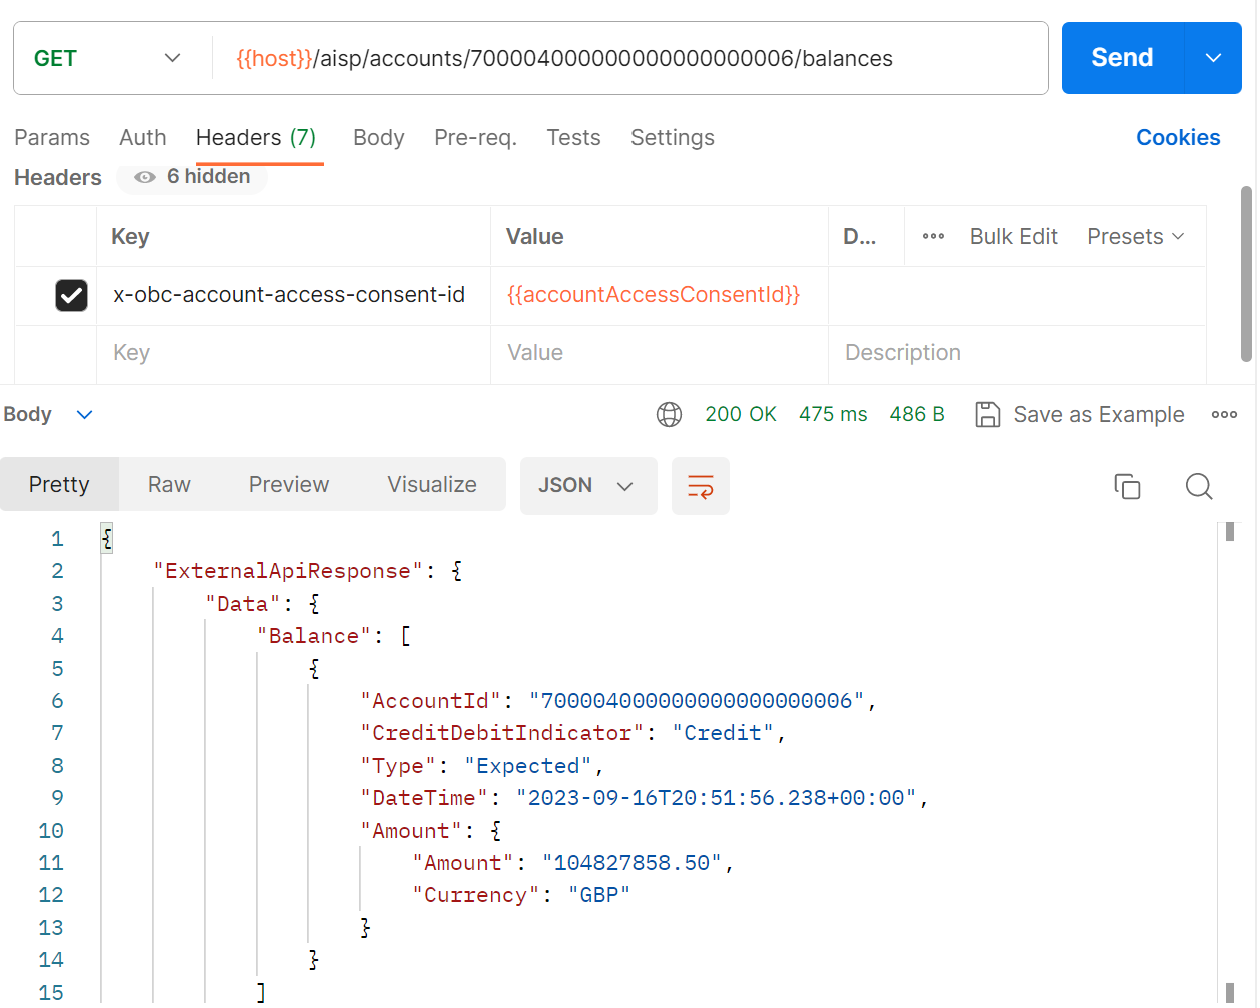 GET {{host}}/aisp/accounts/700004000000000000000006/balances Send
Params Auth Headers (7) Body Pre-req. Tests Settings Cookies
Headers 6 hidden
Key Value D... Bulk Edit Presets
x-obc-account-access-consent-id {{accountAccessConsentId}}
Key Value Description
Body 200 OK 475 ms 486 B Save as Example
Pretty Raw Preview Visualize JSON
1 {
2 "ExternalApiResponse": {
3 "Data": {
4 "Balance": [
5 {
6 "AccountId": "700004000000000000000006",
7 "CreditDebitIndicator": "Credit",
8 "Type": "Expected",
9 "DateTime": "2023-09-16T20:51:56.238+00:00",
10 "Amount": {
11 "Amount": "104827858.50",
12 "Currency": "GBP"
13 }
14 }
15 ]